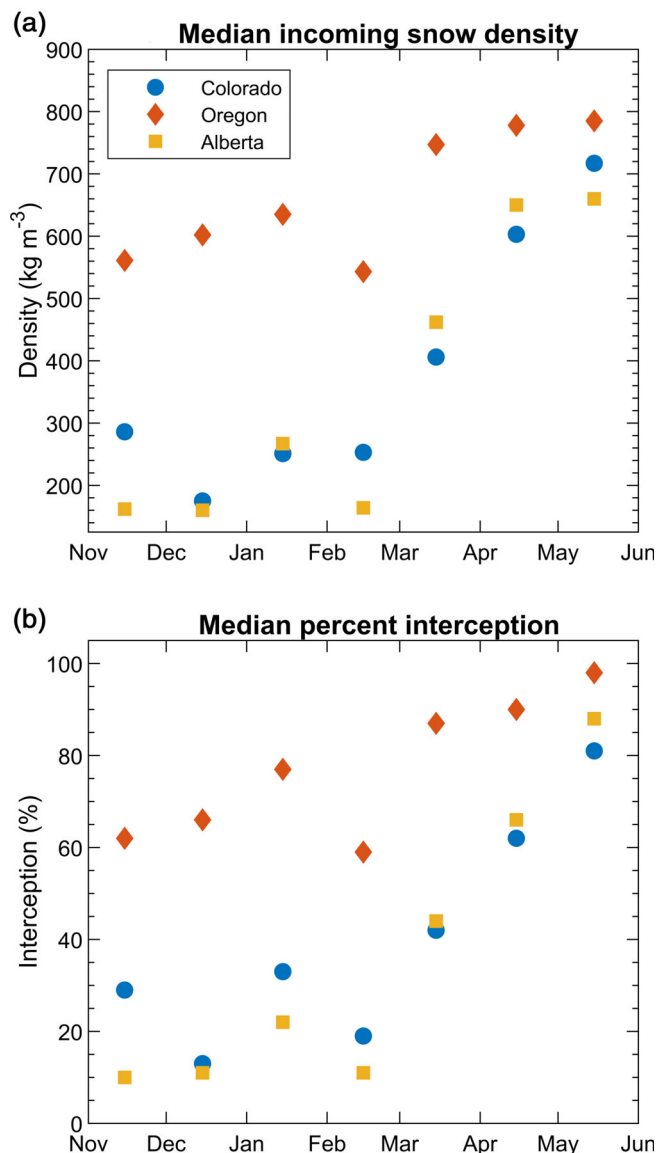 (a)
Median incoming snow density
900
800
700
600
500
400
300
200
Density (kg m-3)
Colorado
Oregon
Alberta
Nov Dec Jan Feb Mar Apr May Jun
(b)
Median percent interception
100
80
60
40
20
0
Interception (%)
Nov Dec Jan Feb Mar Apr May Jun